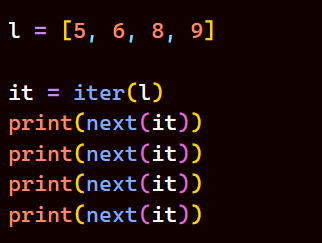 l = [5, 6, 8, 9]
it = iter(l)
print(next(it))
print(next(it))
print(next(it))
print(next(it))